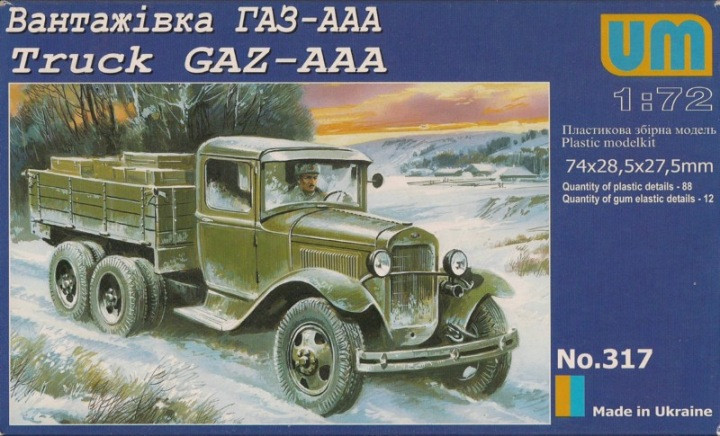 Вантажівка ГАЗ-ААА
Truck GAZ-AAA
um
1:72
Пластикова збірна модель
Plastic modelkit
74x28,5x27,5mm
Quantity of plastic details - 88
Quantity of gum elastic details - 12
No.317
Made in Ukraine